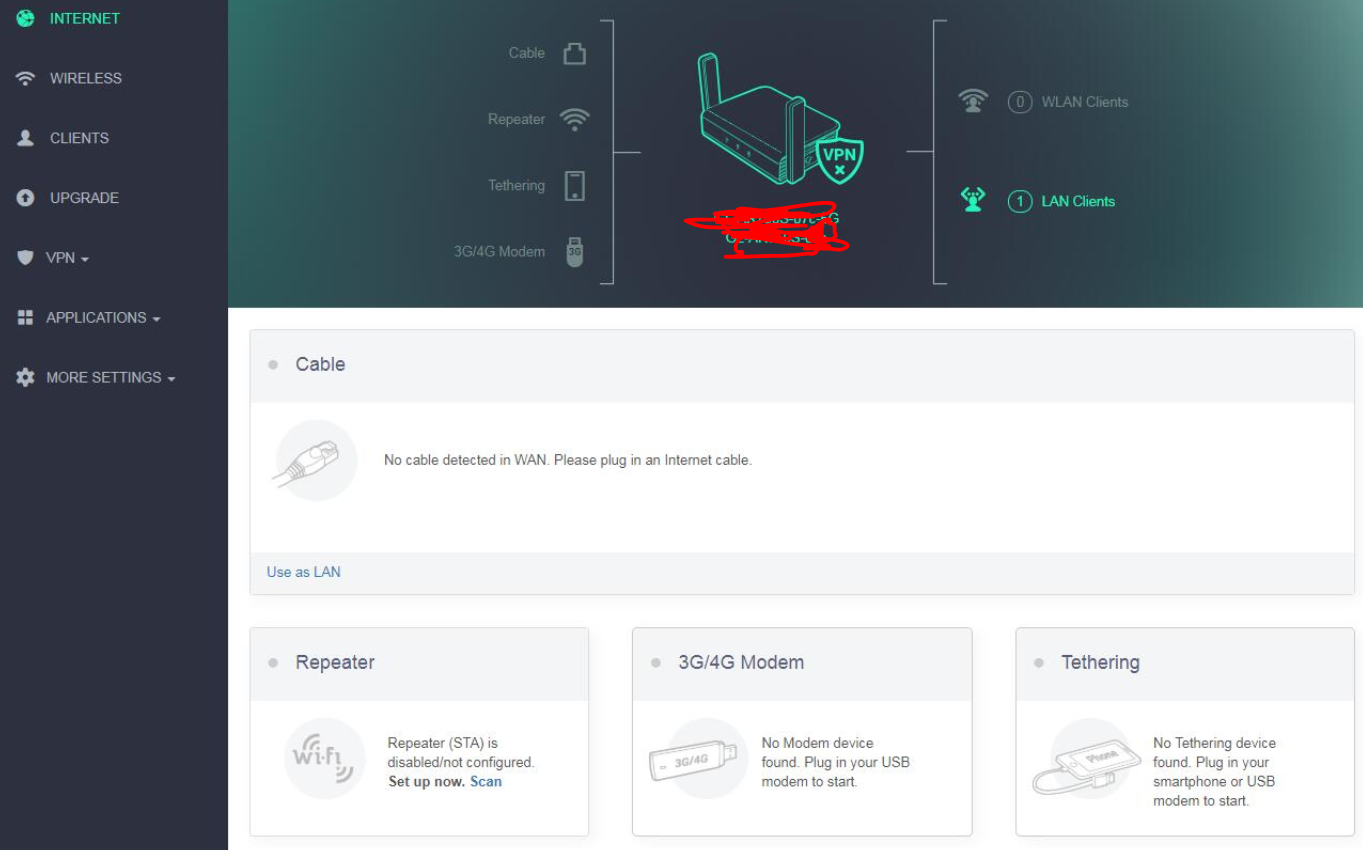 INTERNET
WIRELESS
CLIENTS
UPGRADE
VPN
APPLICATIONS
MORE SETTINGS
Cable
Repeater
Tethering
3G/4G Modem
3G
VPN
0 WLAN Clients
1 LAN Clients
Cable
No cable detected in WAN. Please plug in an Internet cable.
Use as LAN
Repeater
Wi-Fi
Repeater (STA) is
disabled/not configured.
Set up now. Scan
3G/4G Modem
3G/4G
No Modem device
found. Plug in your USB
modem to start.
Tethering
Phone
No Tethering device
found. Plug in your
smartphone or USB
modem to start.